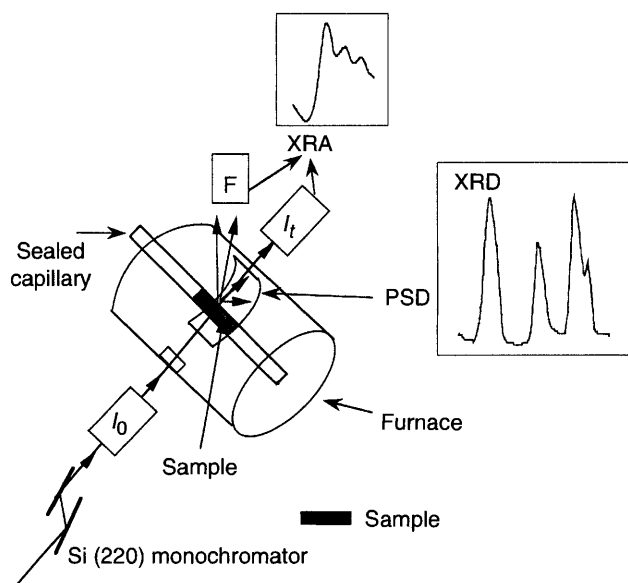 XRA
XRD
F
I_t
Sealed
capillary
PSD
I_0
Furnace
Sample
Sample
Si (220) monochromator